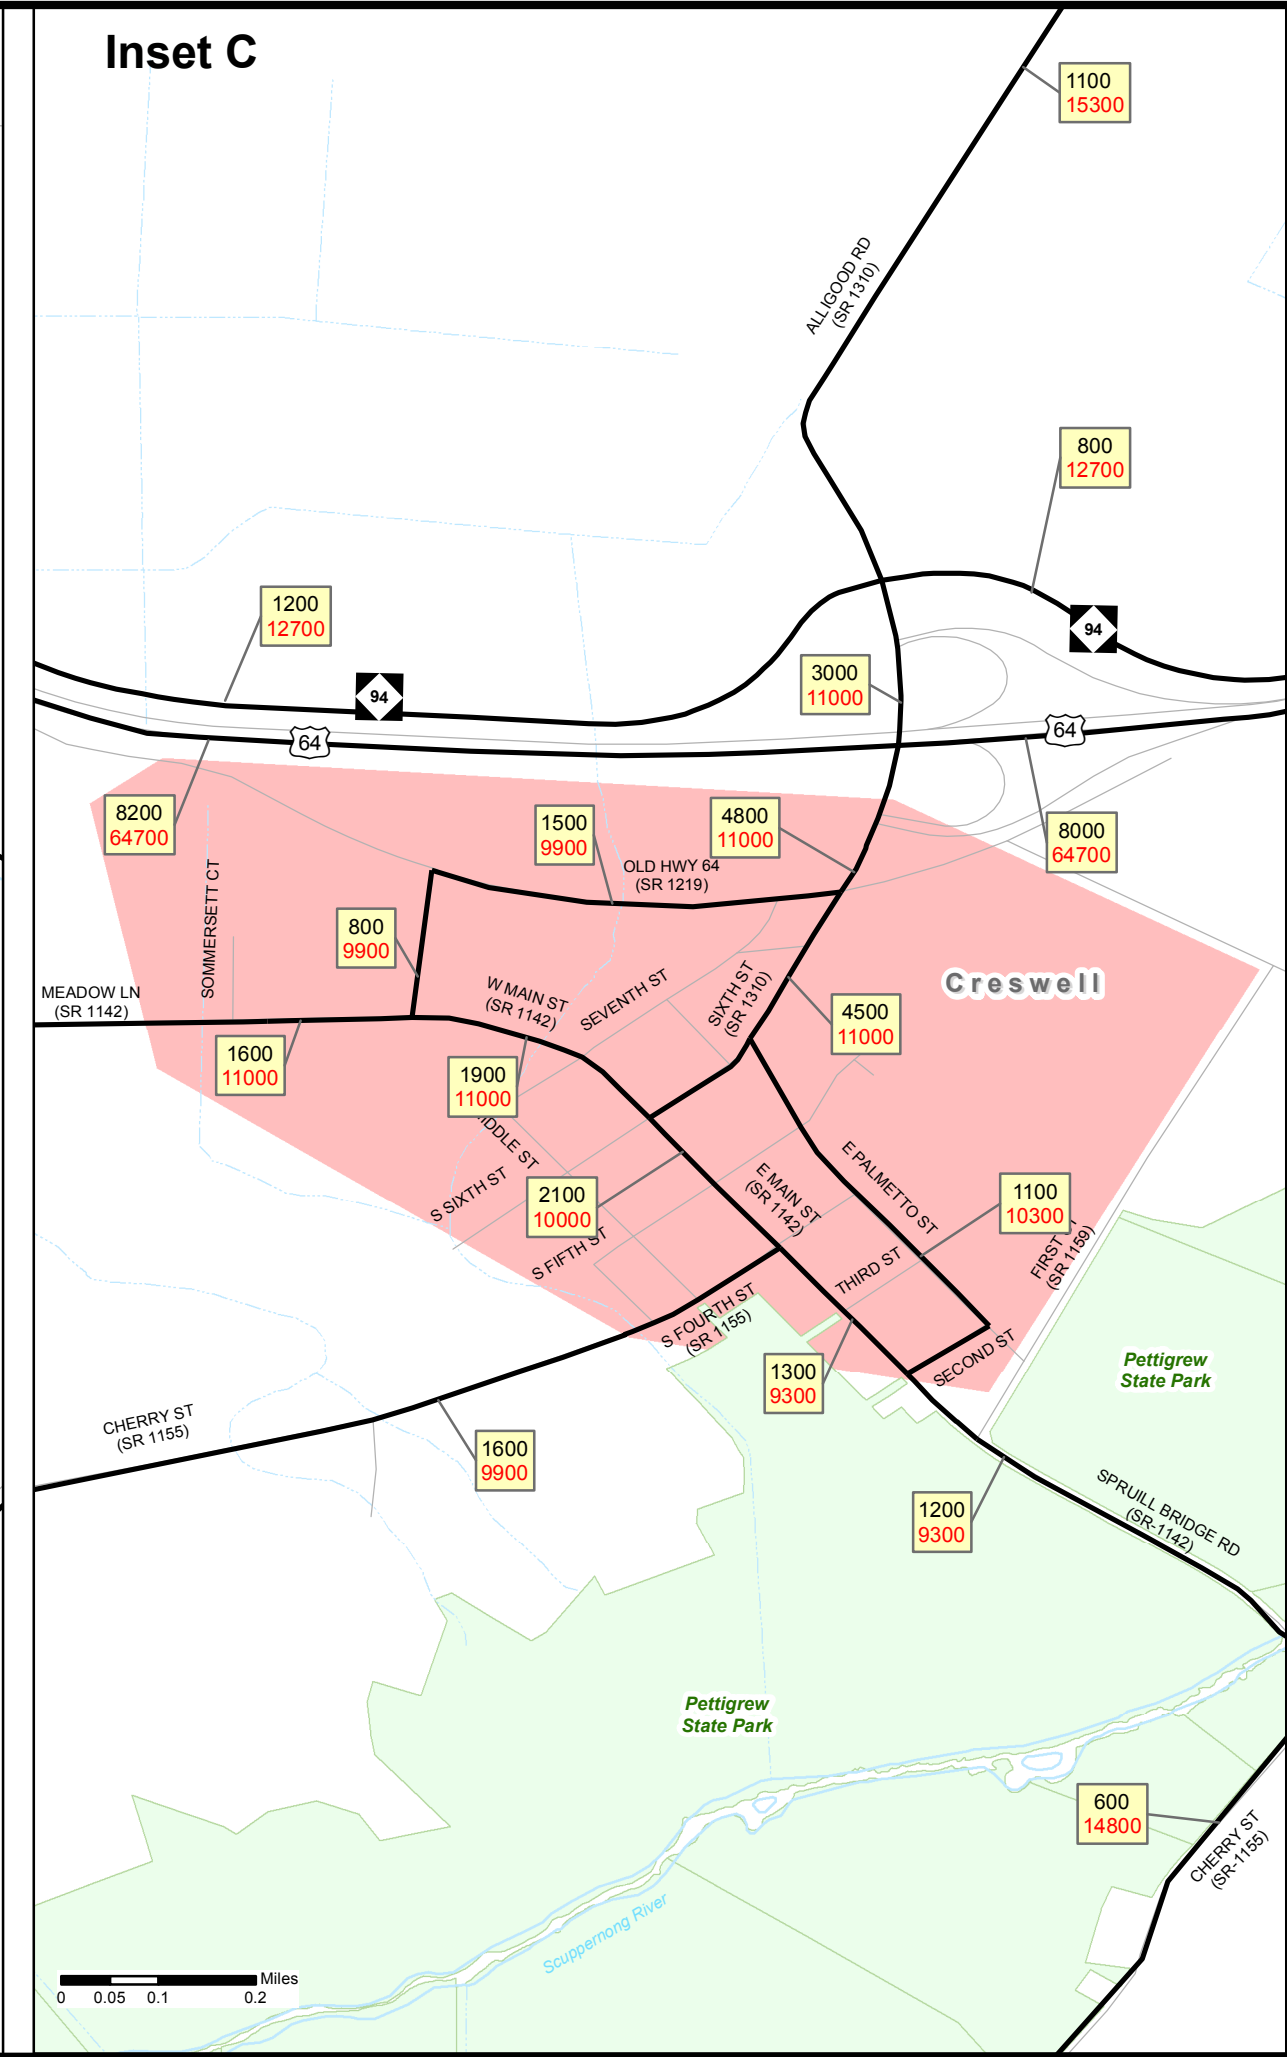 Inset C
1100
15300
ALLIGOOD RD
(SR 1310)
800
12700
1200
12700
94
94
3000
11000
64
64
8200
64700
1500
9900
4800
11000
8000
64700
OLD HWY 64
(SR 1219)
SOMMERSETT CT
800
9900
MEADOW LN
(SR 1142)
W MAIN ST
(SR 1142)
SEVENTH ST
SIXTH ST
(SR 1310)
Creswell
4500
11000
1600
11000
1900
11000
S SIXTH ST
2100
10000
S FIFTH ST
E MAIN ST
(SR 1142)
E PALMETTO ST
1100
10300
THIRD ST
FIRST
(SR 1159)
S FOURTH ST
(SR 1155)
SECOND ST
1300
9300
Pettigrew
State Park
CHERRY ST
(SR 1155)
1600
9900
1200
9300
SPRUILL BRIDGE RD
(SR-1142)
Pettigrew
State Park
600
14800
CHERRY ST
(SR-1155)
Scuppernong River
Miles
0 0.05 0.1 0.2